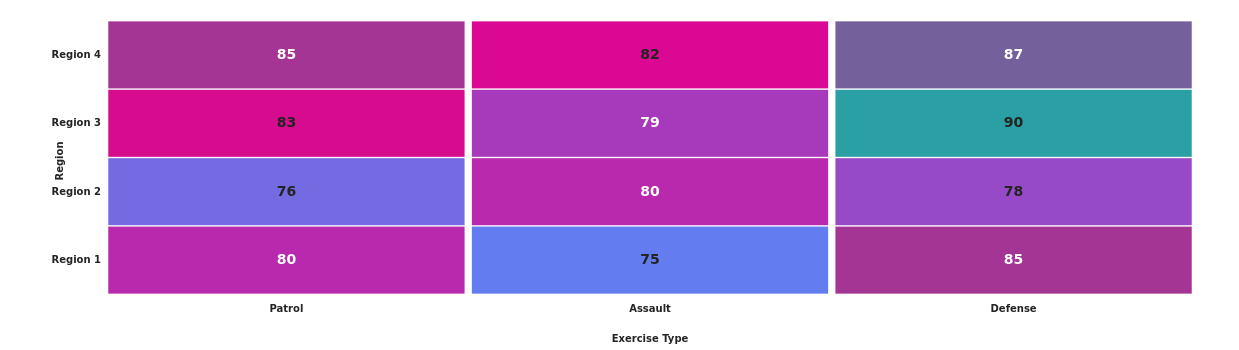 Region 4 85 82 87
Region 3 83 79 90
Region
Region 2 76 80 78
Region 1 80 75 85
Patrol Assault Defense
Exercise Type